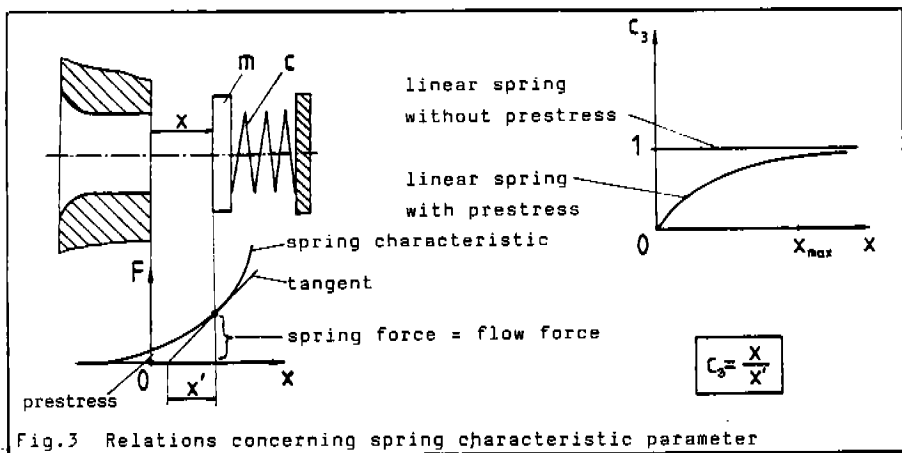 m
C
x
F
spring characteristic
tangent
spring force = flow force
0
x
x'
prestress
C₃
linear spring
without prestress
1
linear spring
with prestress
0
x_max
x
C₃= x/x'
Fig.3 Relations concerning spring characteristic parameter